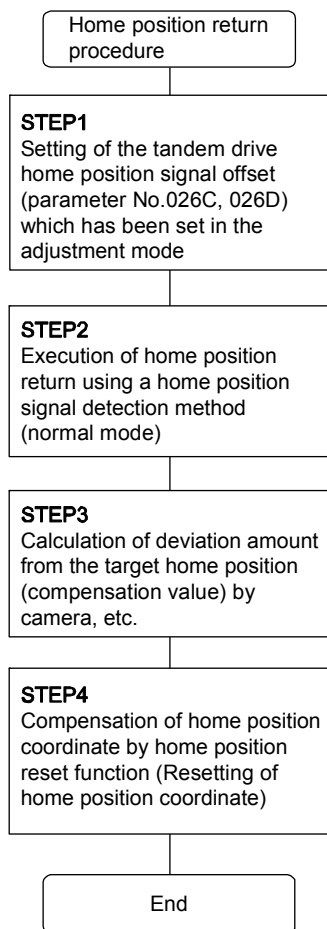 Home position return
procedure
STEP1
Setting of the tandem drive
home position signal offset
(parameter No.026C, 026D)
which has been set in the
adjustment mode
STEP2
Execution of home position
return using a home position
signal detection method
(normal mode)
STEP3
Calculation of deviation amount
from the target home position
(compensation value) by
camera, etc.
STEP4
Compensation of home position
coordinate by home position
reset function (Resetting of
home position coordinate)
End